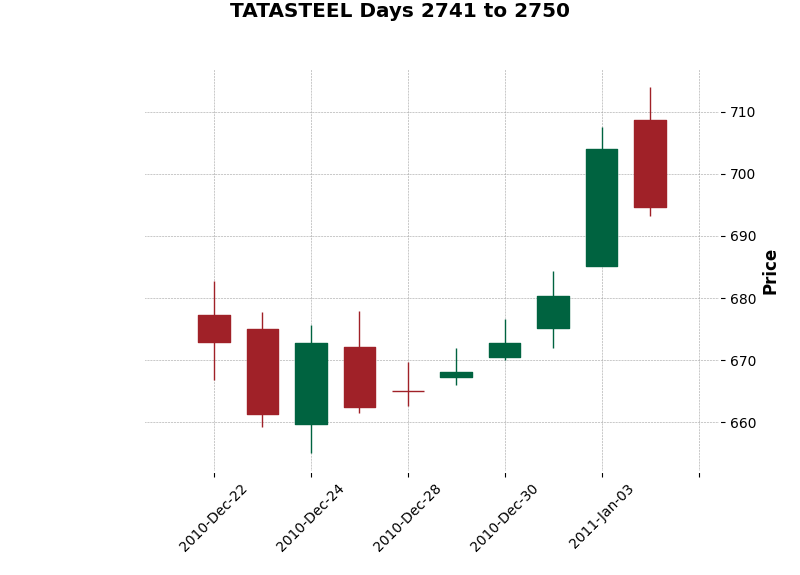 TATASTEEL Days 2741 to 2750
710
700
690
680
670
660
Price
2010-Dec-22
2010-Dec-24
2010-Dec-28
2010-Dec-30
2011-Jan-03